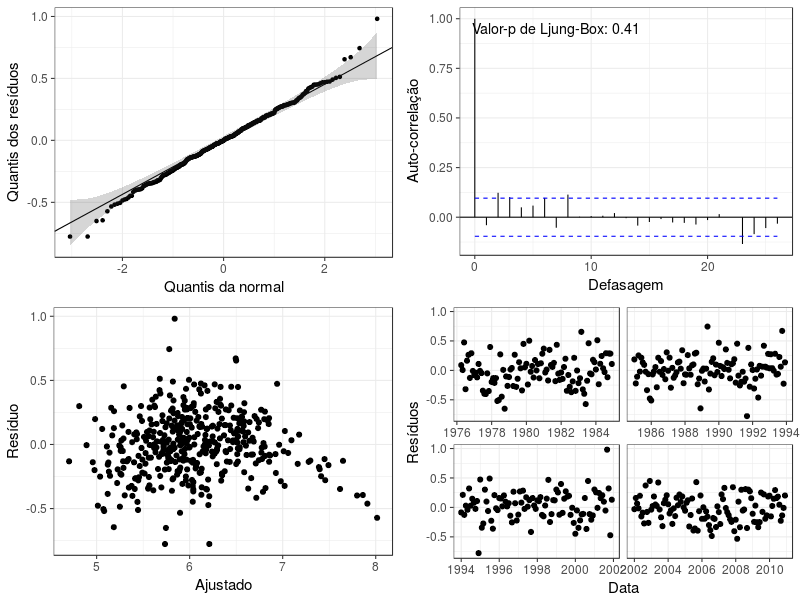 1.0
0.5
0.0
-0.5
Quantis dos resíduos
-2
0
2
Quantis da normal
Valor-p de Ljung-Box: 0.41
1.00
0.75
0.50
0.25
0.00
Auto-correlação
0
10
20
Defasagem
1.0
0.5
0.0
-0.5
Resíduo
5
6
7
8
Ajustado
Resíduos
1.0
0.5
0.0
-0.5
1976 1978 1980 1982 1984
1986 1988 1990 1992 1994
1.0
0.5
0.0
-0.5
1994 1996 1998 2000 2002
2002 2004 2006 2008 2010
Data